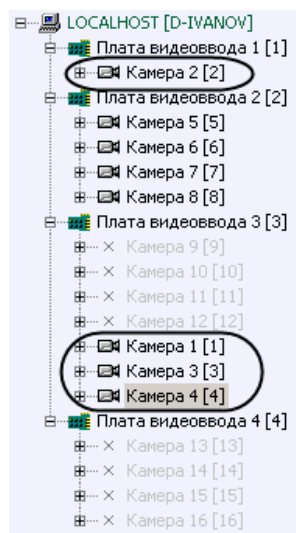 LOCALHOST [D-IVANOV]
Плата видеоввода 1 [1]
Камера 2 [2]
Плата видеоввода 2 [2]
Камера 5 [5]
Камера 6 [6]
Камера 7 [7]
Камера 8 [8]
Плата видеоввода 3 [3]
Камера 9 [9]
Камера 10 [10]
Камера 11 [11]
Камера 12 [12]
Камера 1 [1]
Камера 3 [3]
Камера 4 [4]
Плата видеоввода 4 [4]
Камера 13 [13]
Камера 14 [14]
Камера 15 [15]
Камера 16 [16]